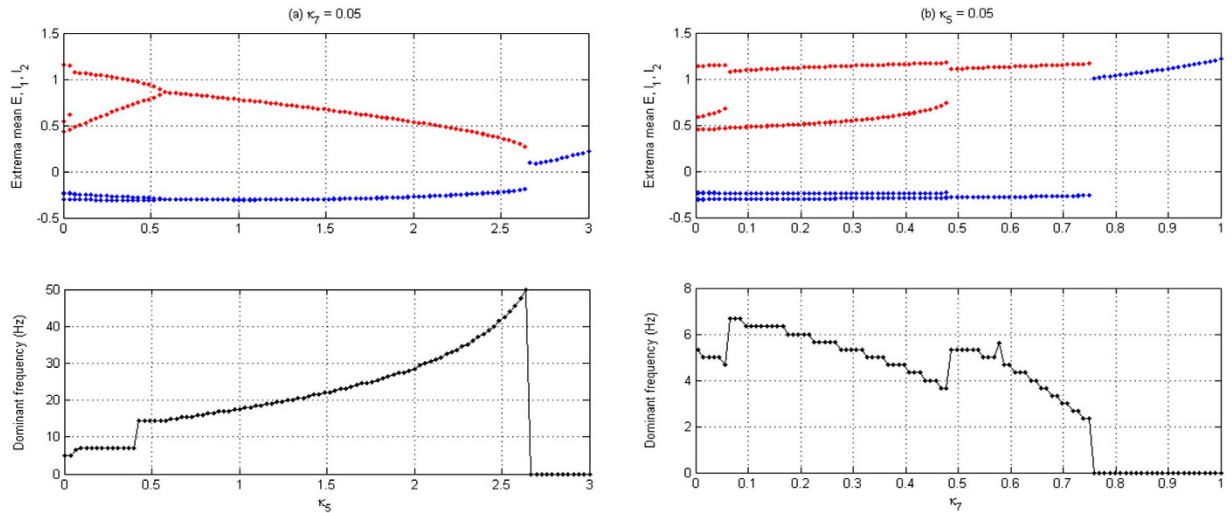 (a) κ7 = 0.05
Extrema mean E, I1, I2
1.5
1
0.5
0
-0.5
0 0.5 1 1.5 2 2.5 3
(b) κ5 = 0.05
Extrema mean E, I1, I2
1.5
1
0.5
0
-0.5
0 0.1 0.2 0.3 0.4 0.5 0.6 0.7 0.8 0.9 1
Dominant frequency (Hz)
50
40
30
20
10
0
0 0.5 1 1.5 2 2.5 3
κ5
Dominant frequency (Hz)
8
6
4
2
0
0 0.1 0.2 0.3 0.4 0.5 0.6 0.7 0.8 0.9 1
κ7